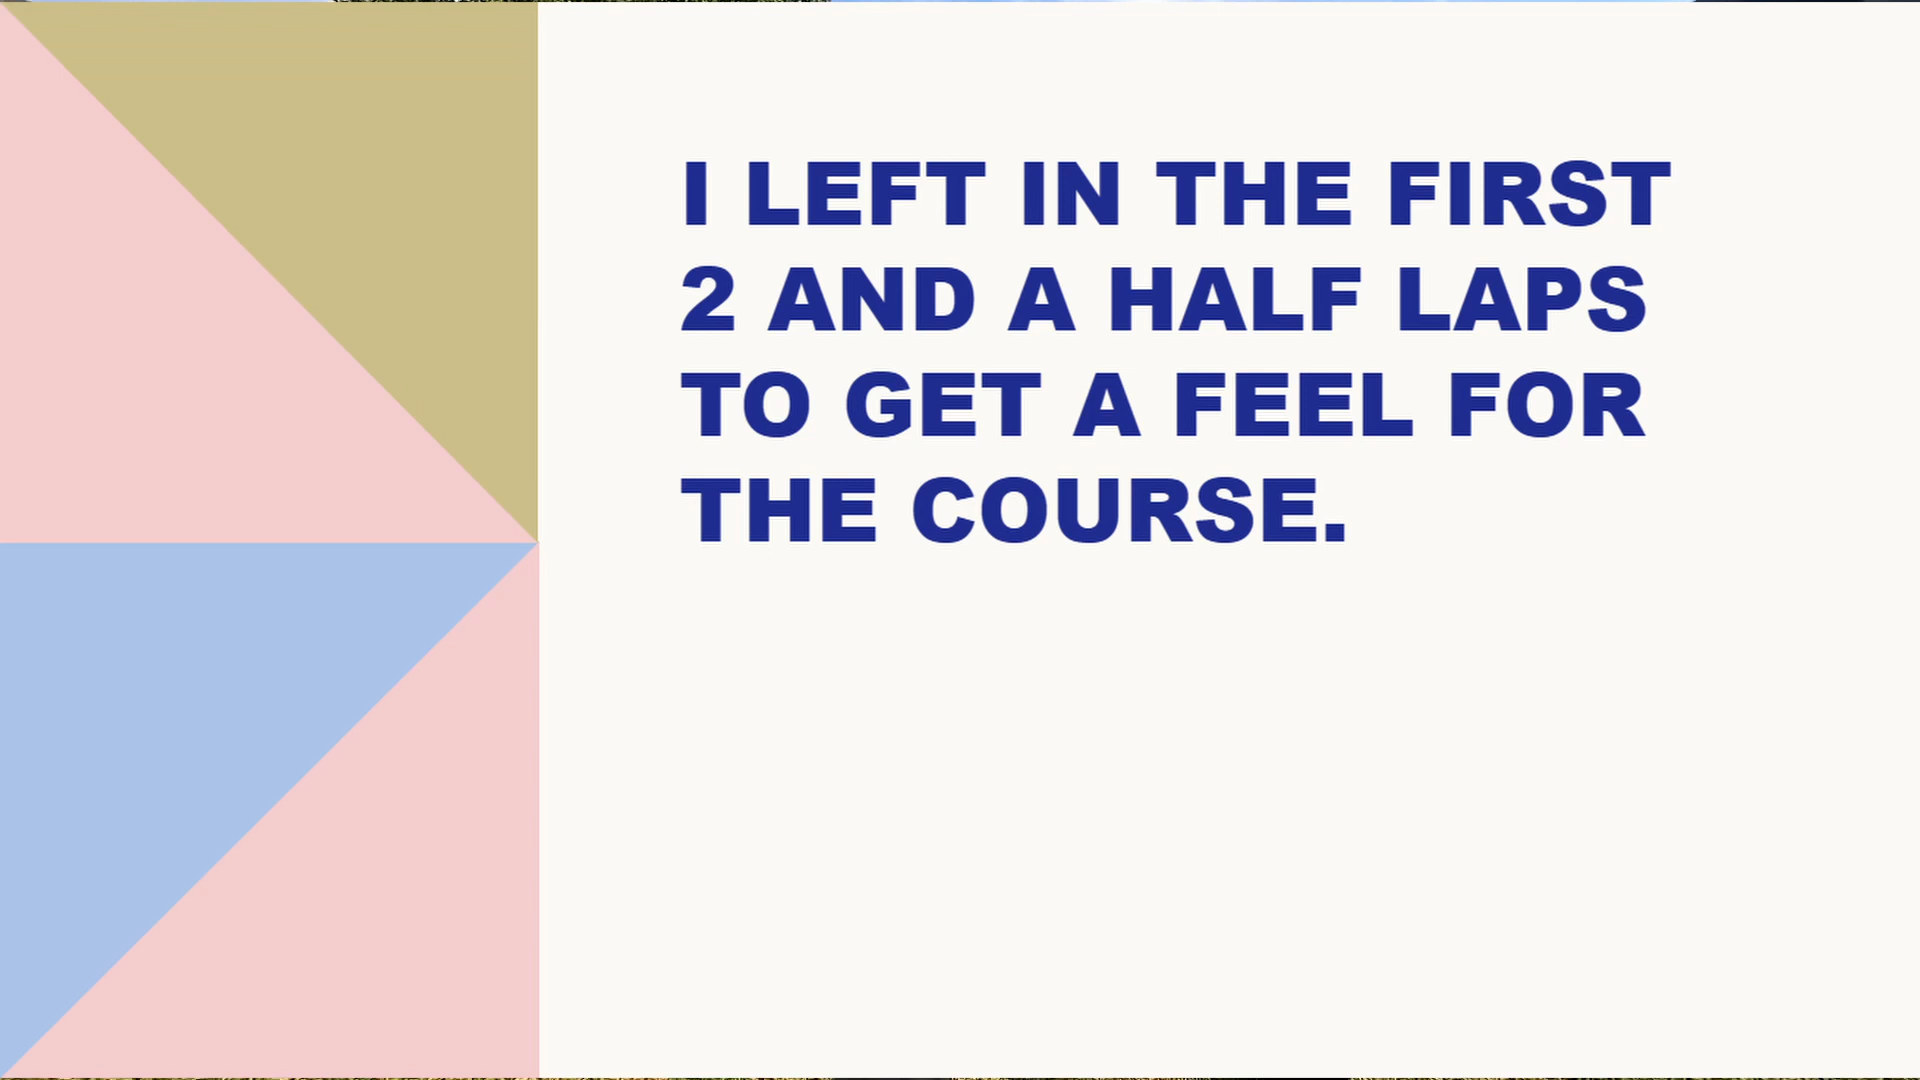 I LEFT IN THE FIRST
2 AND A HALF LAPS
TO GET A FEEL FOR
THE COURSE.